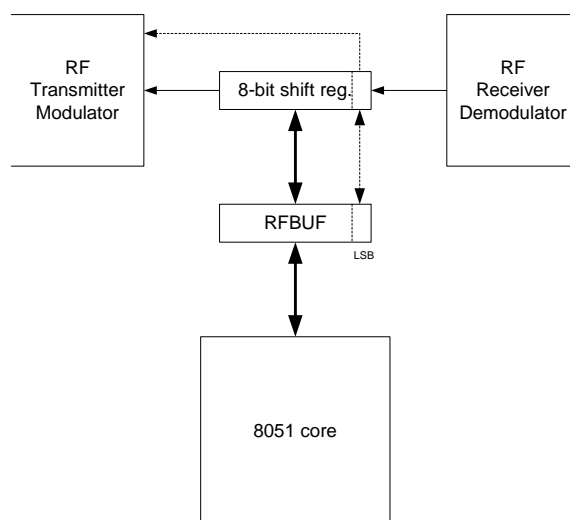 RF
Transmitter
Modulator
8-bit shift reg.
RF
Receiver
Demodulator
RFBUF
LSB
8051 core